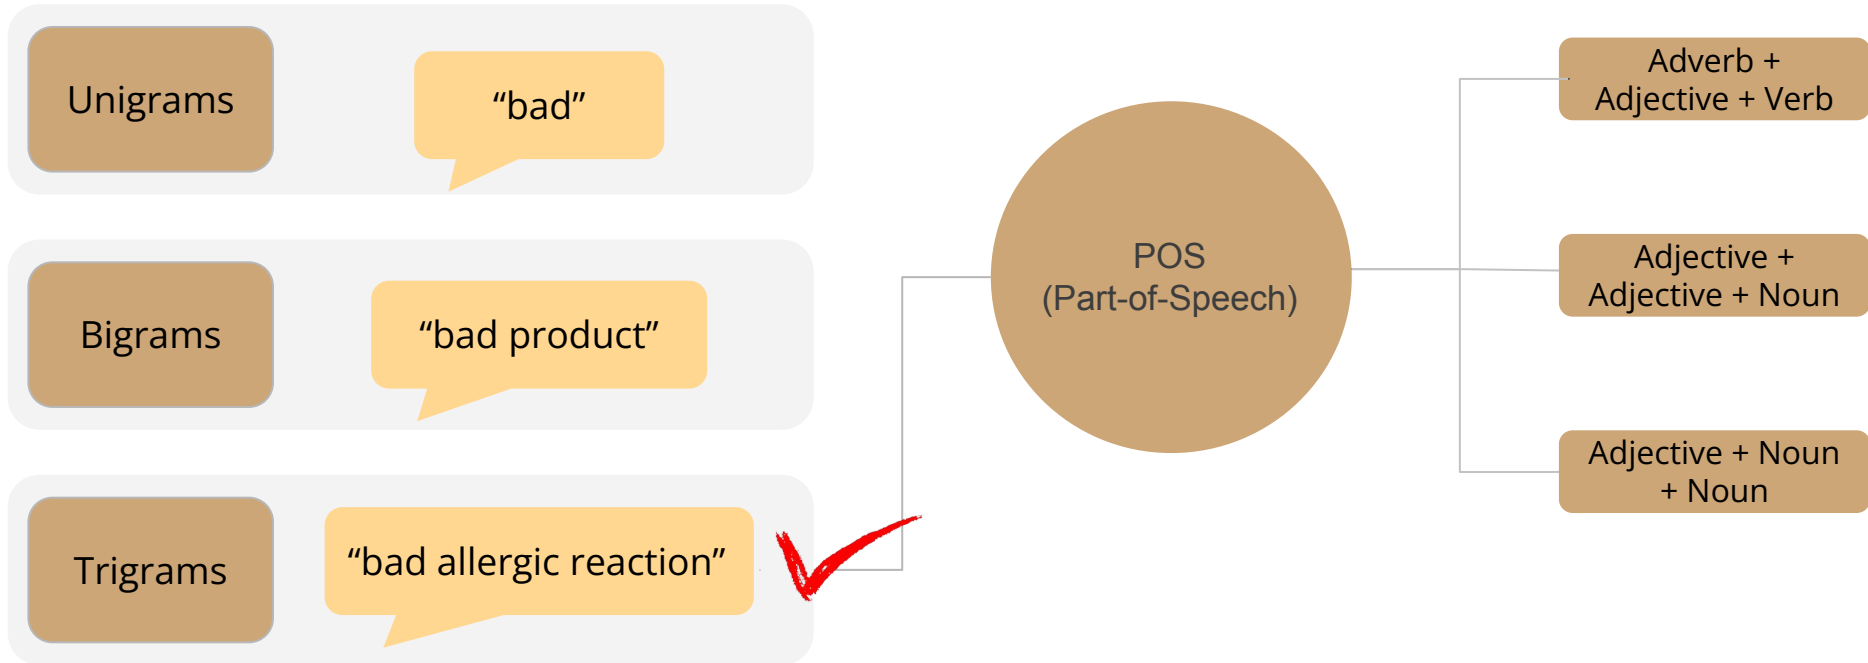 Unigrams
“bad”
Bigrams
“bad product”
Trigrams
“bad allergic reaction”
POS
(Part-of-Speech)
Adverb +
Adjective + Verb
Adjective +
Adjective + Noun
Adjective + Noun
+ Noun